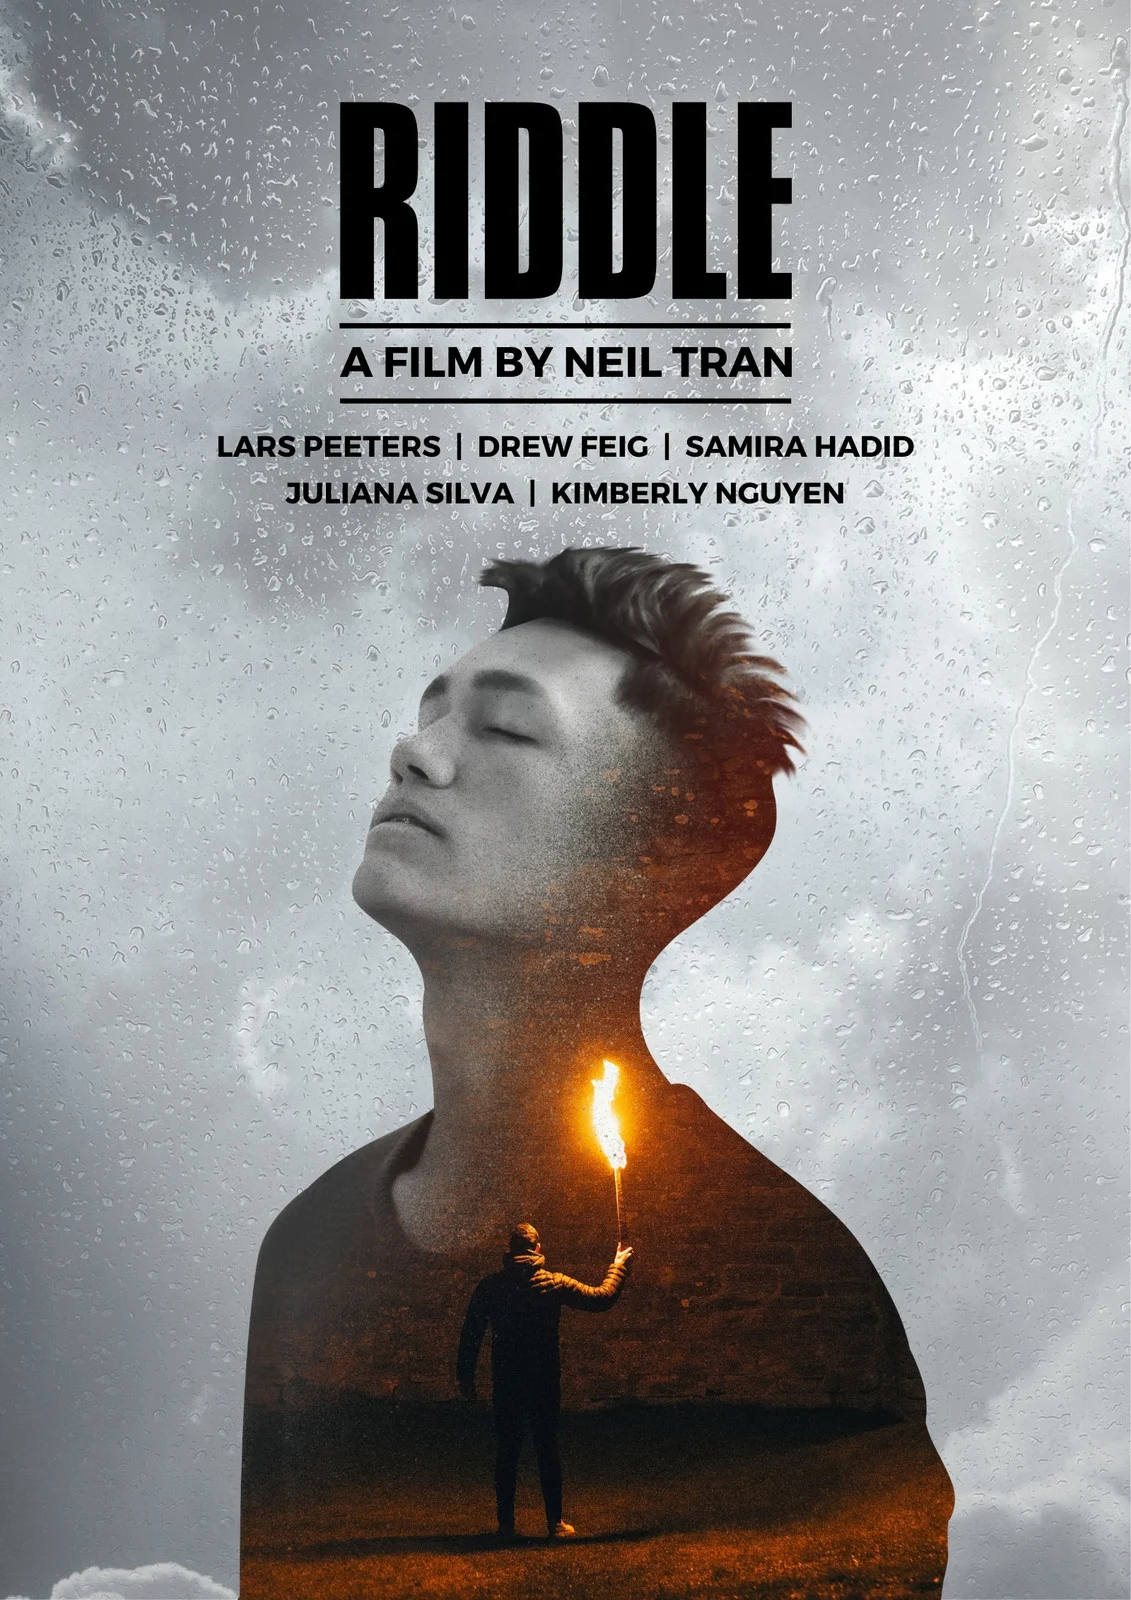 RIDDLE
A FILM BY NEIL TRAN
LARS PEETERS | DREW FEIG | SAMIRA HADID
JULIANA SILVA | KIMBERLY NGUYEN